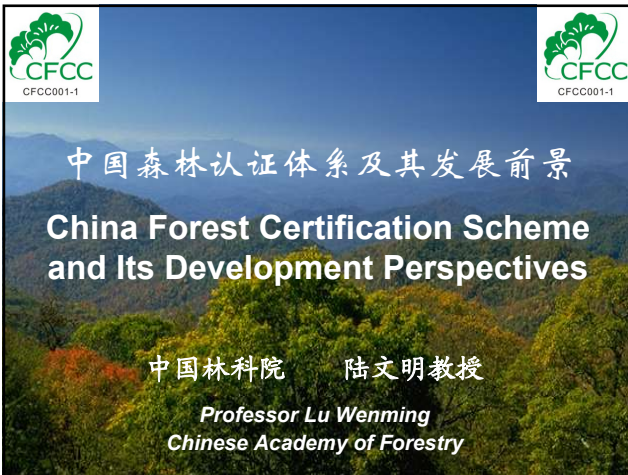 CFCC
CFCC001-1
CFCC
CFCC001-1
中国森林认证体系及其发展前景
China Forest Certification Scheme
and Its Development Perspectives
中国林科院 陆文明教授
Professor Lu Wenming
Chinese Academy of Forestry